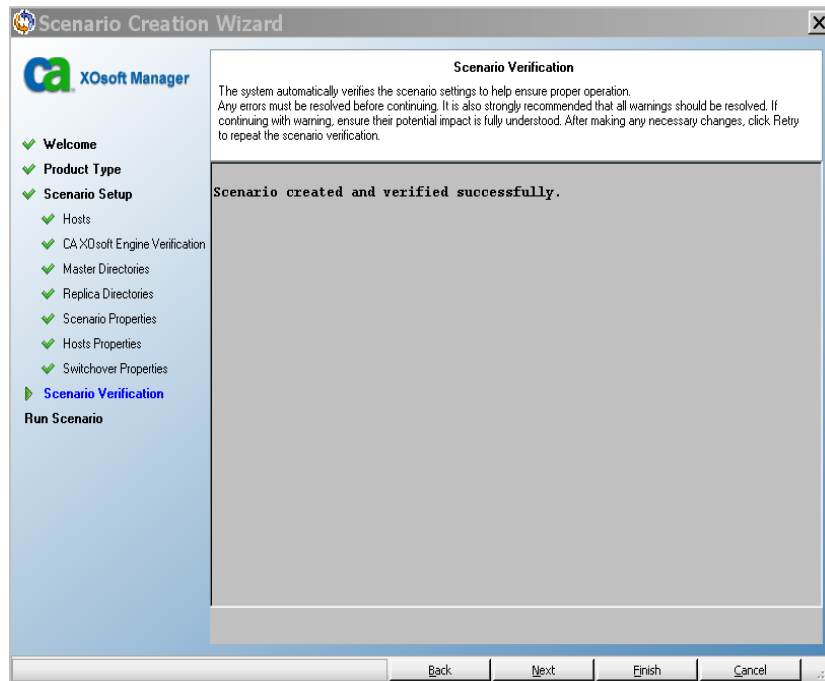 Scenario Creation Wizard
ca XOsoft Manager
Welcome
Product Type
Scenario Setup
Hosts
CA XOsoft Engine Verification
Master Directories
Replica Directories
Scenario Properties
Hosts Properties
Switchover Properties
Scenario Verification
Run Scenario
Scenario Verification
The system automatically verifies the scenario settings to help ensure proper operation.
Any errors must be resolved before continuing. It is also strongly recommended that all warnings should be resolved. If
continuing with warning, ensure their potential impact is fully understood. After making any necessary changes, click Retry
to repeat the scenario verification.
Scenario created and verified successfully.
Back Next Finish Cancel